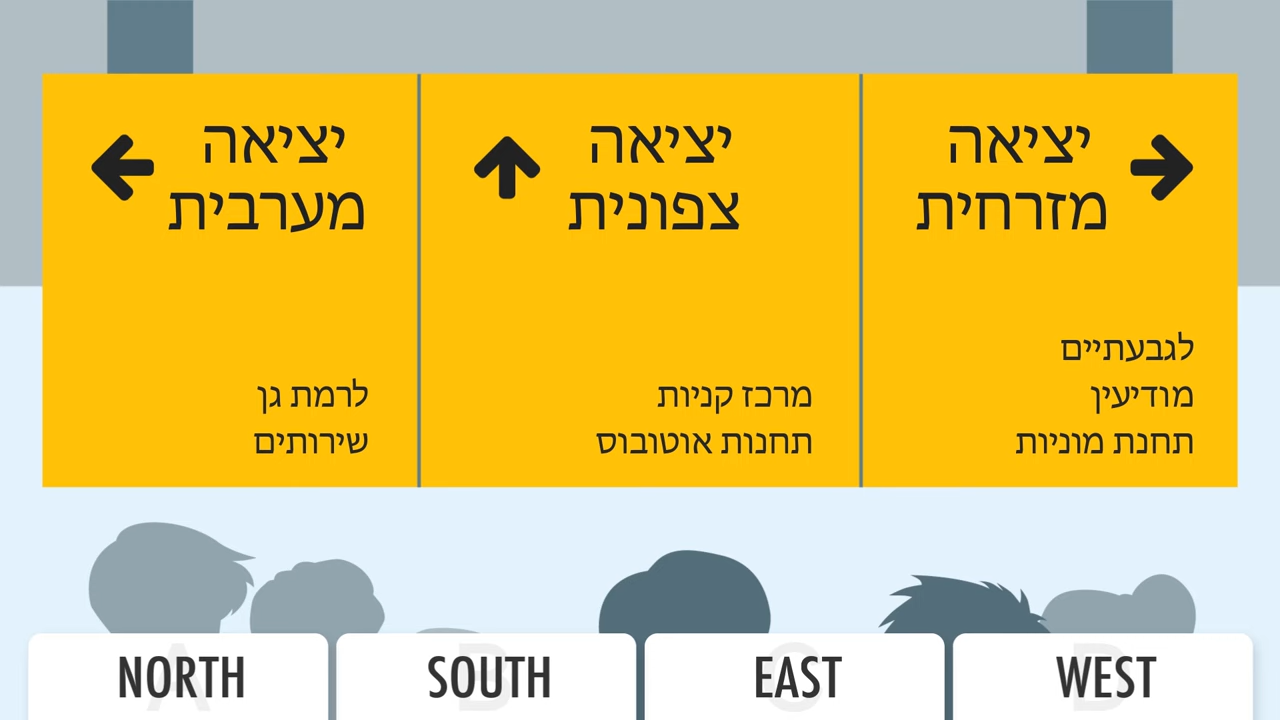 יציאה
מזרחית
לגבעתיים
מודיעין
תחנת מוניות
יציאה
צפונית
מרכז קניות
תחנות אוטובוס
יציאה
מערבית
לרמת גן
שירותים
A
NORTH
B
SOUTH
C
EAST
D
WEST